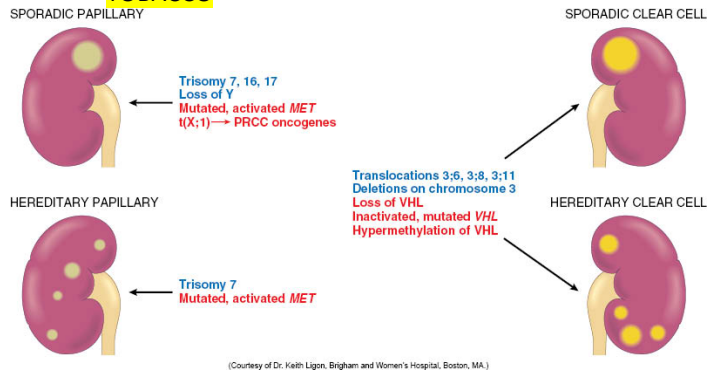 SPORADIC PAPILLARY
Trisomy 7, 16, 17
Loss of Y
Mutated, activated MET
t(X;1)→ PRCC oncogenes
HEREDITARY PAPILLARY
Trisomy 7
Mutated, activated MET
SPORADIC CLEAR CELL
Translocations 3;6, 3;8, 3;11
Deletions on chromosome 3
Loss of VHL
Inactivated, mutated VHL
Hypermethylation of VHL
HEREDITARY CLEAR CELL
(Courtesy of Dr. Keith Ligon, Brigham and Women's Hospital, Boston, MA.)